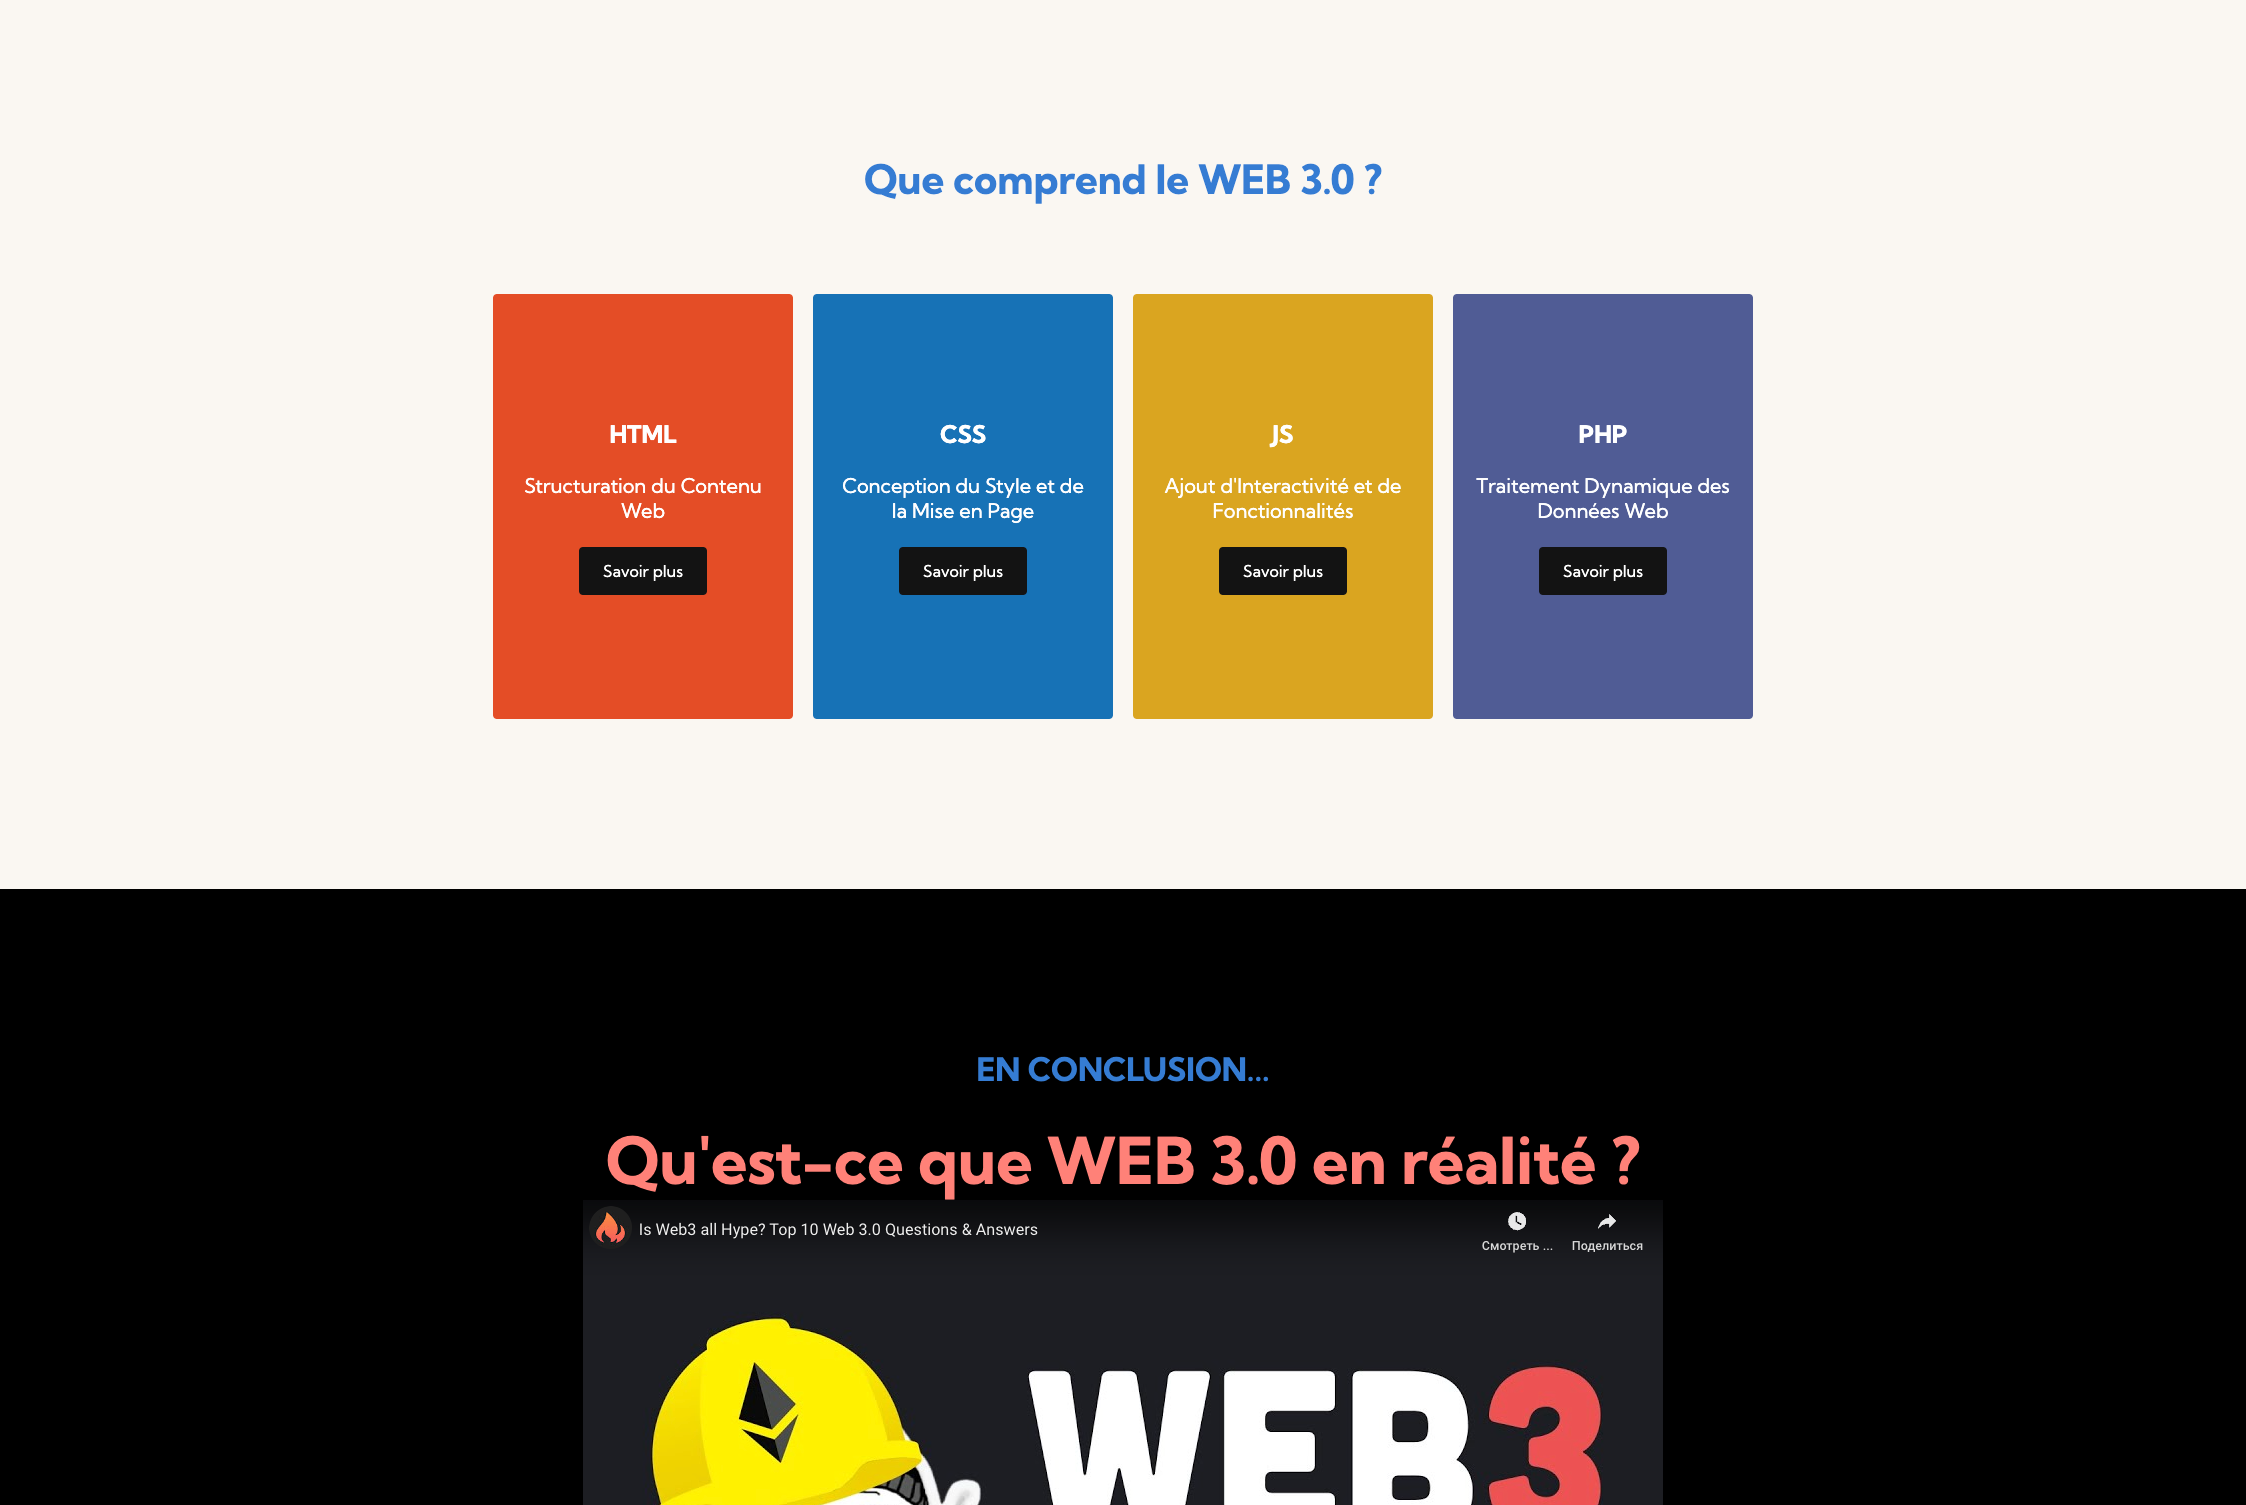 Que comprend le WEB 3.0 ?
HTML
Structuration du Contenu
Web
Savoir plus
CSS
Conception du Style et de
la Mise en Page
Savoir plus
JS
Ajout d'Interactivité et de
Fonctionnalités
Savoir plus
PHP
Traitement Dynamique des
Données Web
Savoir plus
EN CONCLUSION...
Qu'est-ce que WEB 3.0 en réalité ?
Is Web3 all Hype? Top 10 Web 3.0 Questions & Answers
Смотреть ...
Поделиться
WEB3